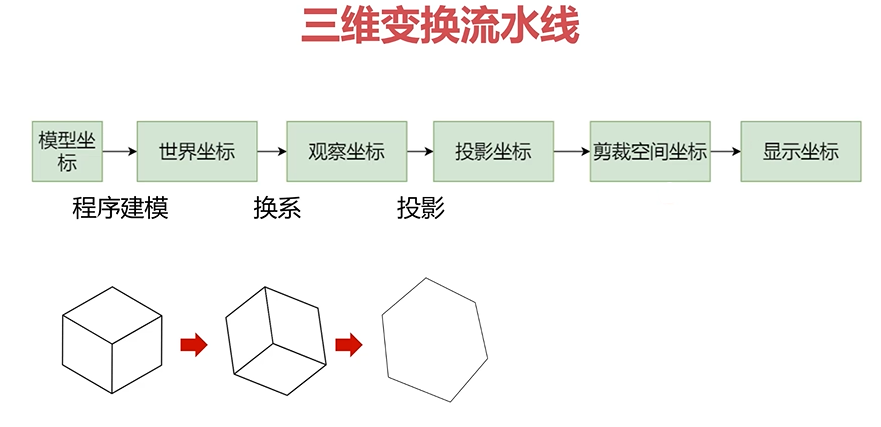 三维变换流水线
模型坐
标
世界坐标
观察坐标
投影坐标
剪裁空间坐标
显示坐标
程序建模
换系
投影